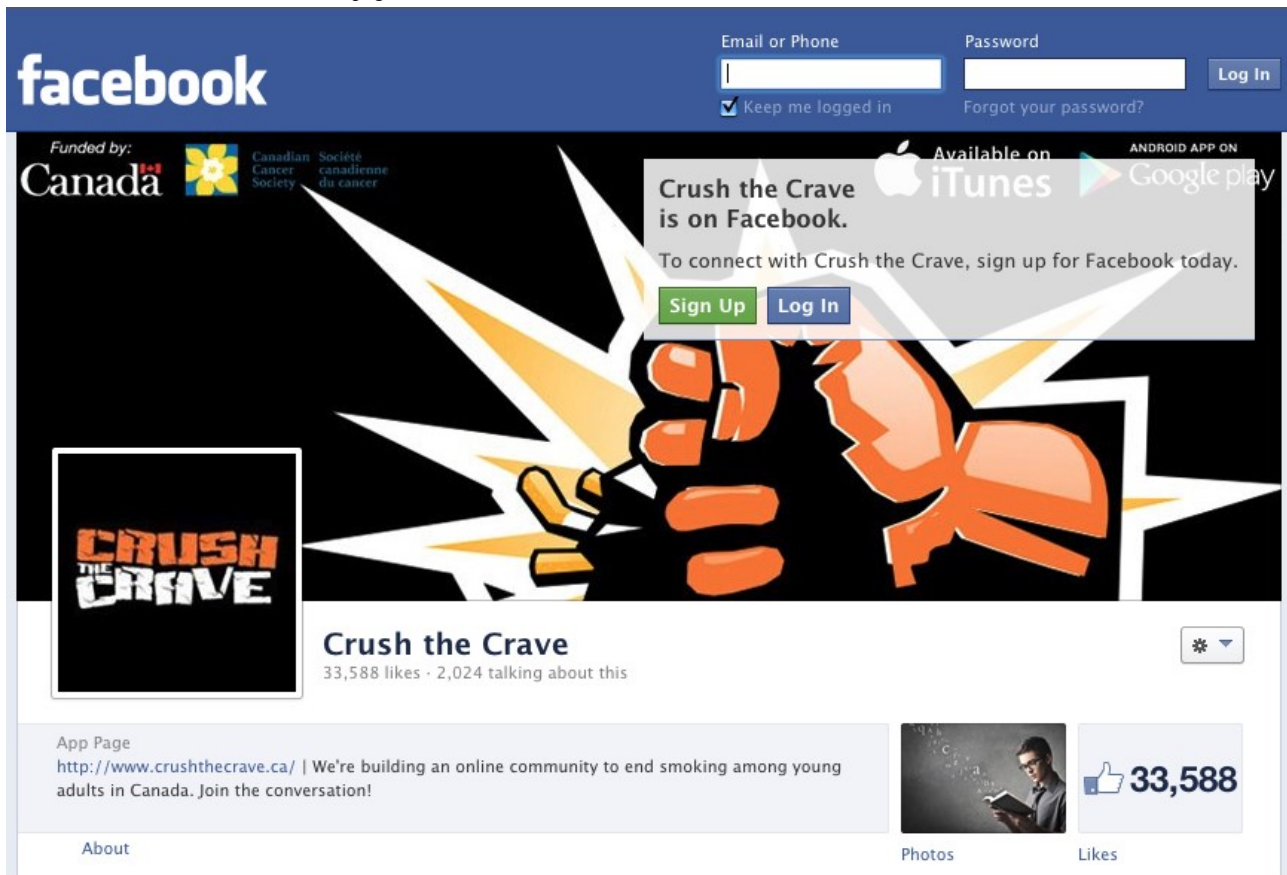 Email or Phone
Password
facebook
Log In
Keep me logged in
Forgot your password?
Funded by:
Canada
Canadian Cancer Society
Société canadienne du cancer
Available on
iTunes
ANDROID APP ON
Google play
Crush the Crave
is on Facebook.
To connect with Crush the Crave, sign up for Facebook today.
Sign Up
Log In
CRUSH
THE
CRAVE
Crush the Crave
33,588 likes · 2,024 talking about this
App Page
http://www.crushthecrave.ca/ | We're building an online community to end smoking among young
adults in Canada. Join the conversation!
33,588
About
Photos
Likes